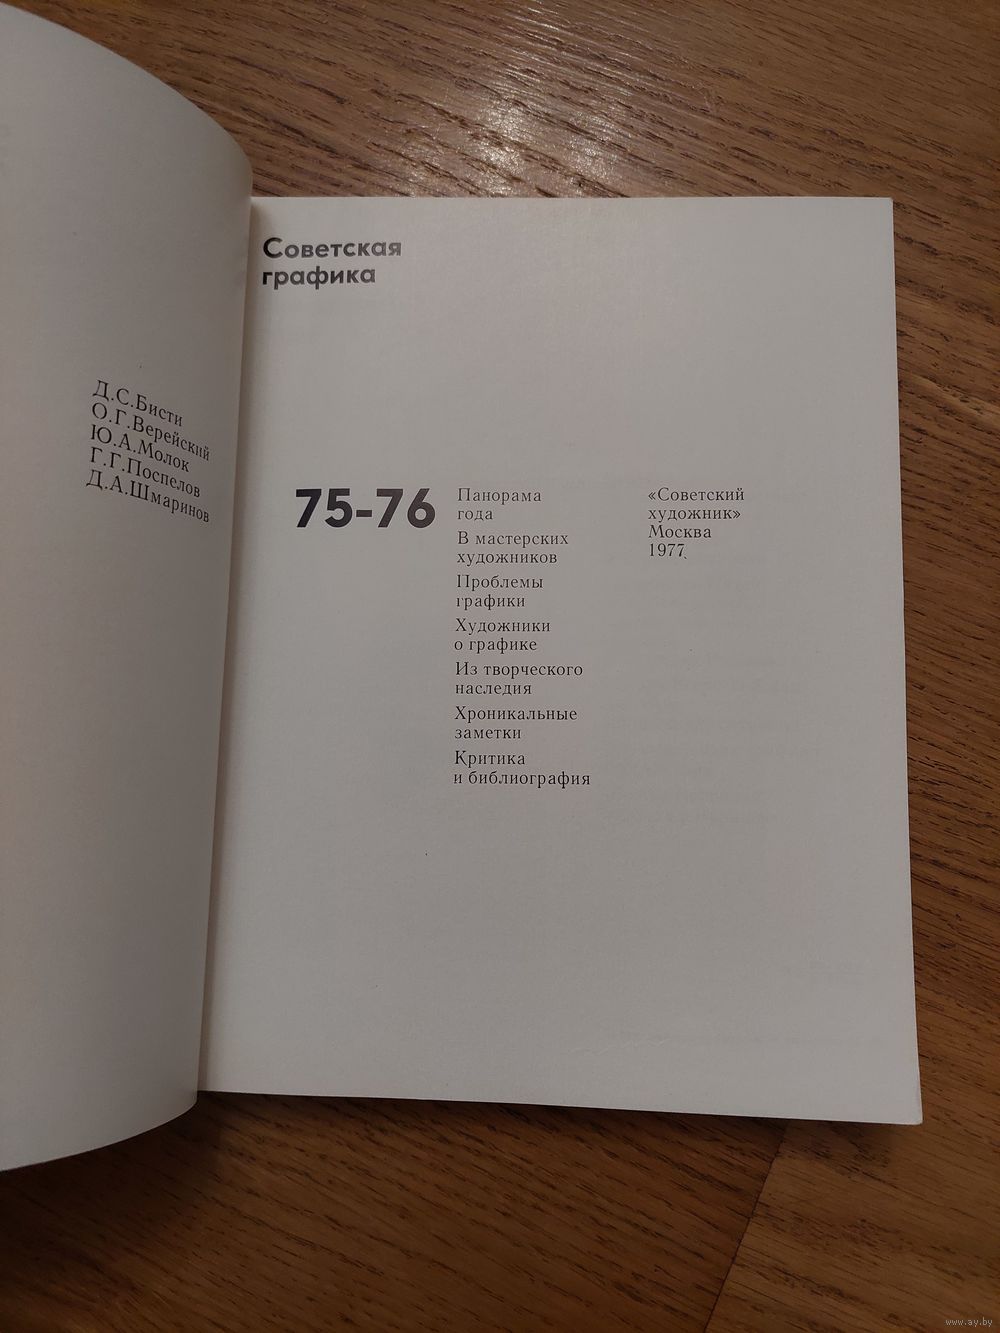 Д.С.Бисти
О.Г.Верейский
Ю.А.Молок
Г.Г.Поспелов
Д.А.Шмаринов
Советская
графика
75-76
Панорама
года
В мастерских
художников
Проблемы
графики
Художники
о графике
Из творческого
наследия
Хроникальные
заметки
Критика
и библиография
«Советский
художник»
Москва
1977
www.ay.by